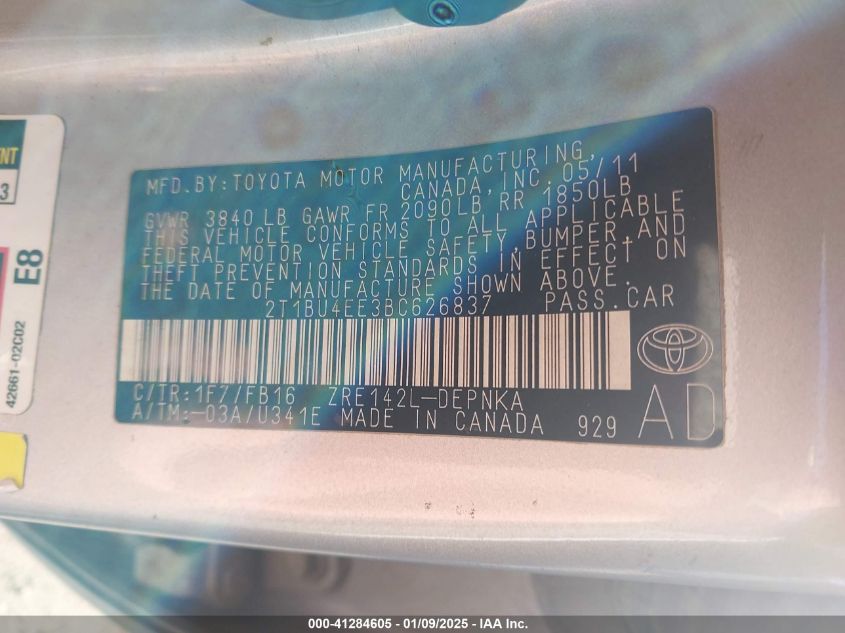 MFD.BY:TOYOTA MOTOR MANUFACTURING,
CANADA, INC. 05/11
GVWR 3840LB GAWR FR 2090LB RR 1850LB
THIS VEHICLE CONFORMS TO ALL APPLICABLE
FEDERAL MOTOR VEHICLE SAFETY, BUMPER, AND
THEFT PREVENTION STANDARDS IN EFFECT ON
THE DATE OF MANUFACTURE SHOWN ABOVE.
2T1BU4EE3BC626837 PASS.CAR
C/TR:1F7/FB16 ZRE142L-DEPNKA
A/TM:-03A/U341E MADE IN CANADA 929
AD
NT
3
E8
42661-02C02
000-41284605 - 01/09/2025 - IAA Inc.